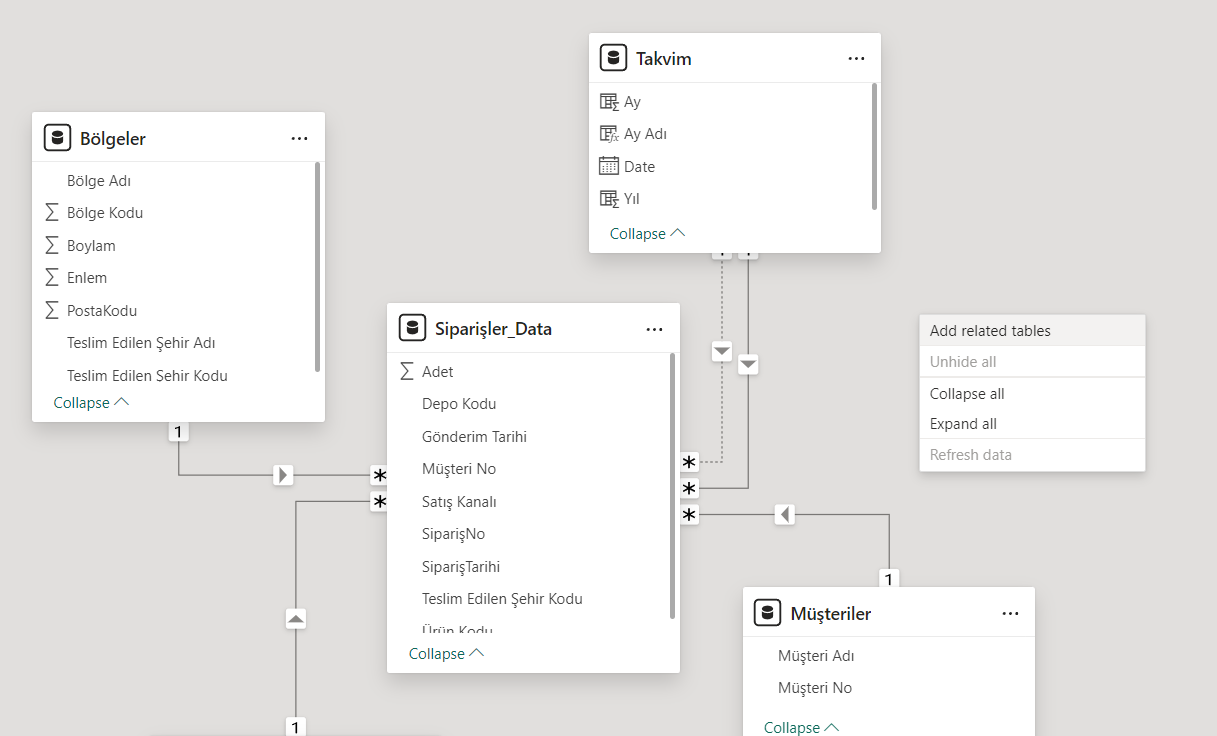 Takvim
Ay
Ay Adı
Date
Yıl
Collapse
Bölgeler
Bölge Adı
Bölge Kodu
Boylam
Enlem
PostaKodu
Teslim Edilen Şehir Adı
Teslim Edilen Sehir Kodu
Collapse
1
Siparişler_Data
Adet
Depo Kodu
Gönderim Tarihi
Müşteri No
Satış Kanalı
SiparişNo
SiparişTarihi
Teslim Edilen Şehir Kodu
Ürün Kodu
Collapse
Add related tables
Unhide all
Collapse all
Expand all
Refresh data
1
Müşteriler
Müşteri Adı
Müşteri No
Collapse
1